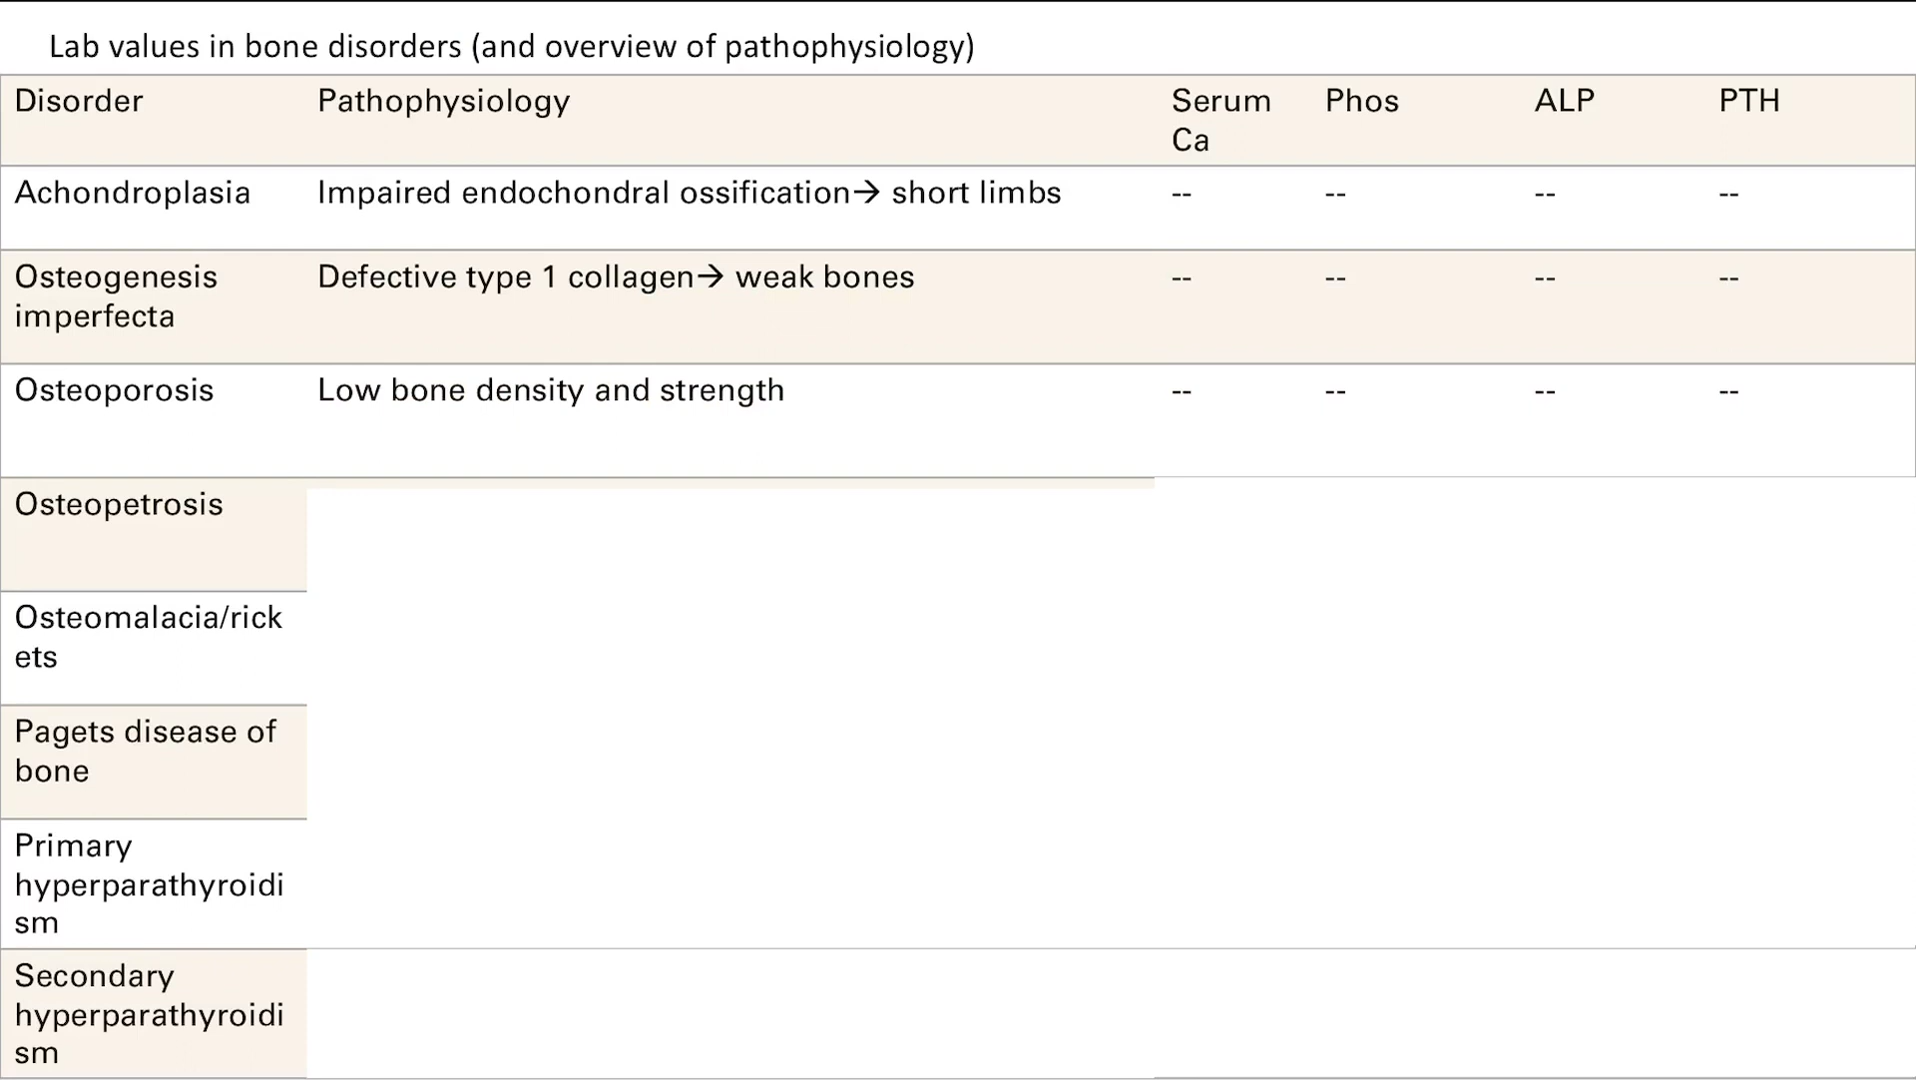 Lab values in bone disorders (and overview of pathophysiology)
Disorder Pathophysiology Serum Ca Phos ALP PTH
Achondroplasia Impaired endochondral ossification→ short limbs -- -- -- --
Osteogenesis imperfecta Defective type 1 collagen→ weak bones -- -- -- --
Osteoporosis Low bone density and strength -- -- -- --
Osteopetrosis
Osteomalacia/rick
ets
Pagets disease of
bone
Primary
hyperparathyroidi
sm
Secondary
hyperparathyroidi
sm